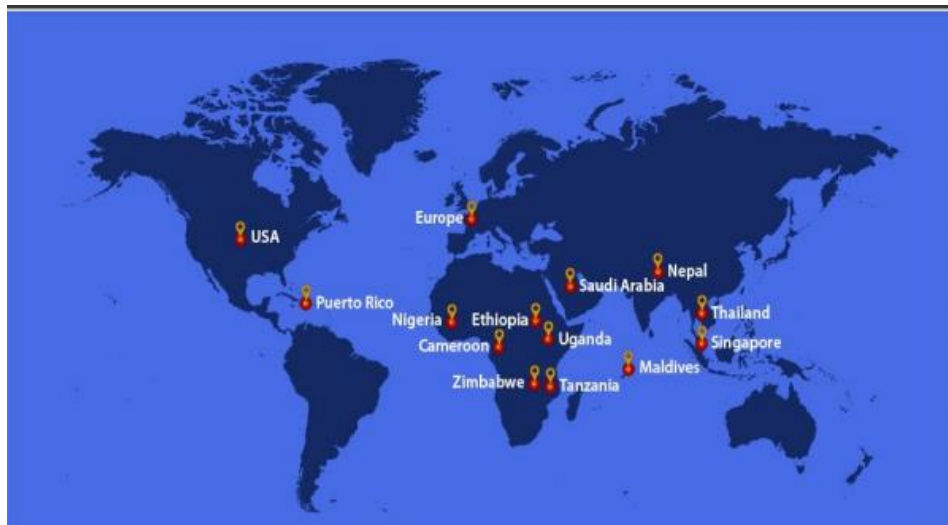 Europe
USA
Nepal
Saudi Arabia
Puerto Rico
Nigeria
Ethiopia
Thailand
Uganda
Cameroon
Singapore
Maldives
Zimbabwe
Tanzania